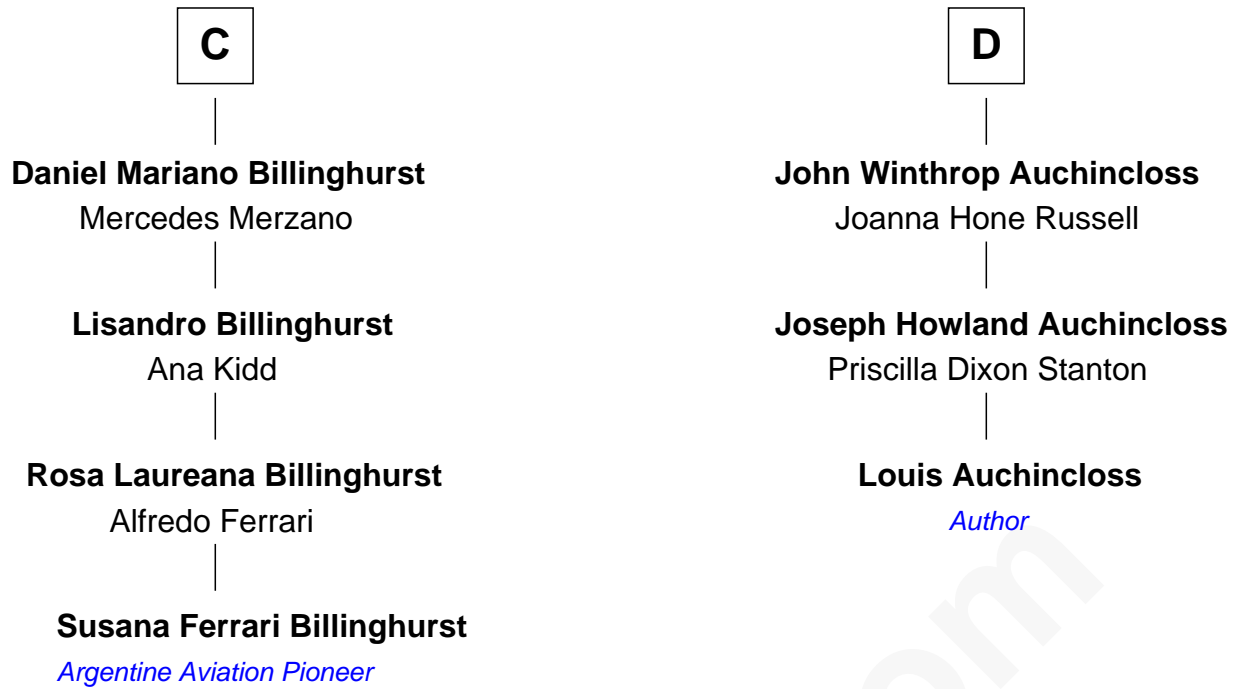 C
Daniel Mariano Billinghurst
Mercedes Merzano
Lisandro Billinghurst
Ana Kidd
Rosa Laureana Billinghurst
Alfredo Ferrari
Susana Ferrari Billinghurst
Argentine Aviation Pioneer
D
John Winthrop Auchincloss
Joanna Hone Russell
Joseph Howland Auchincloss
Priscilla Dixon Stanton
Louis Auchincloss
Author
om